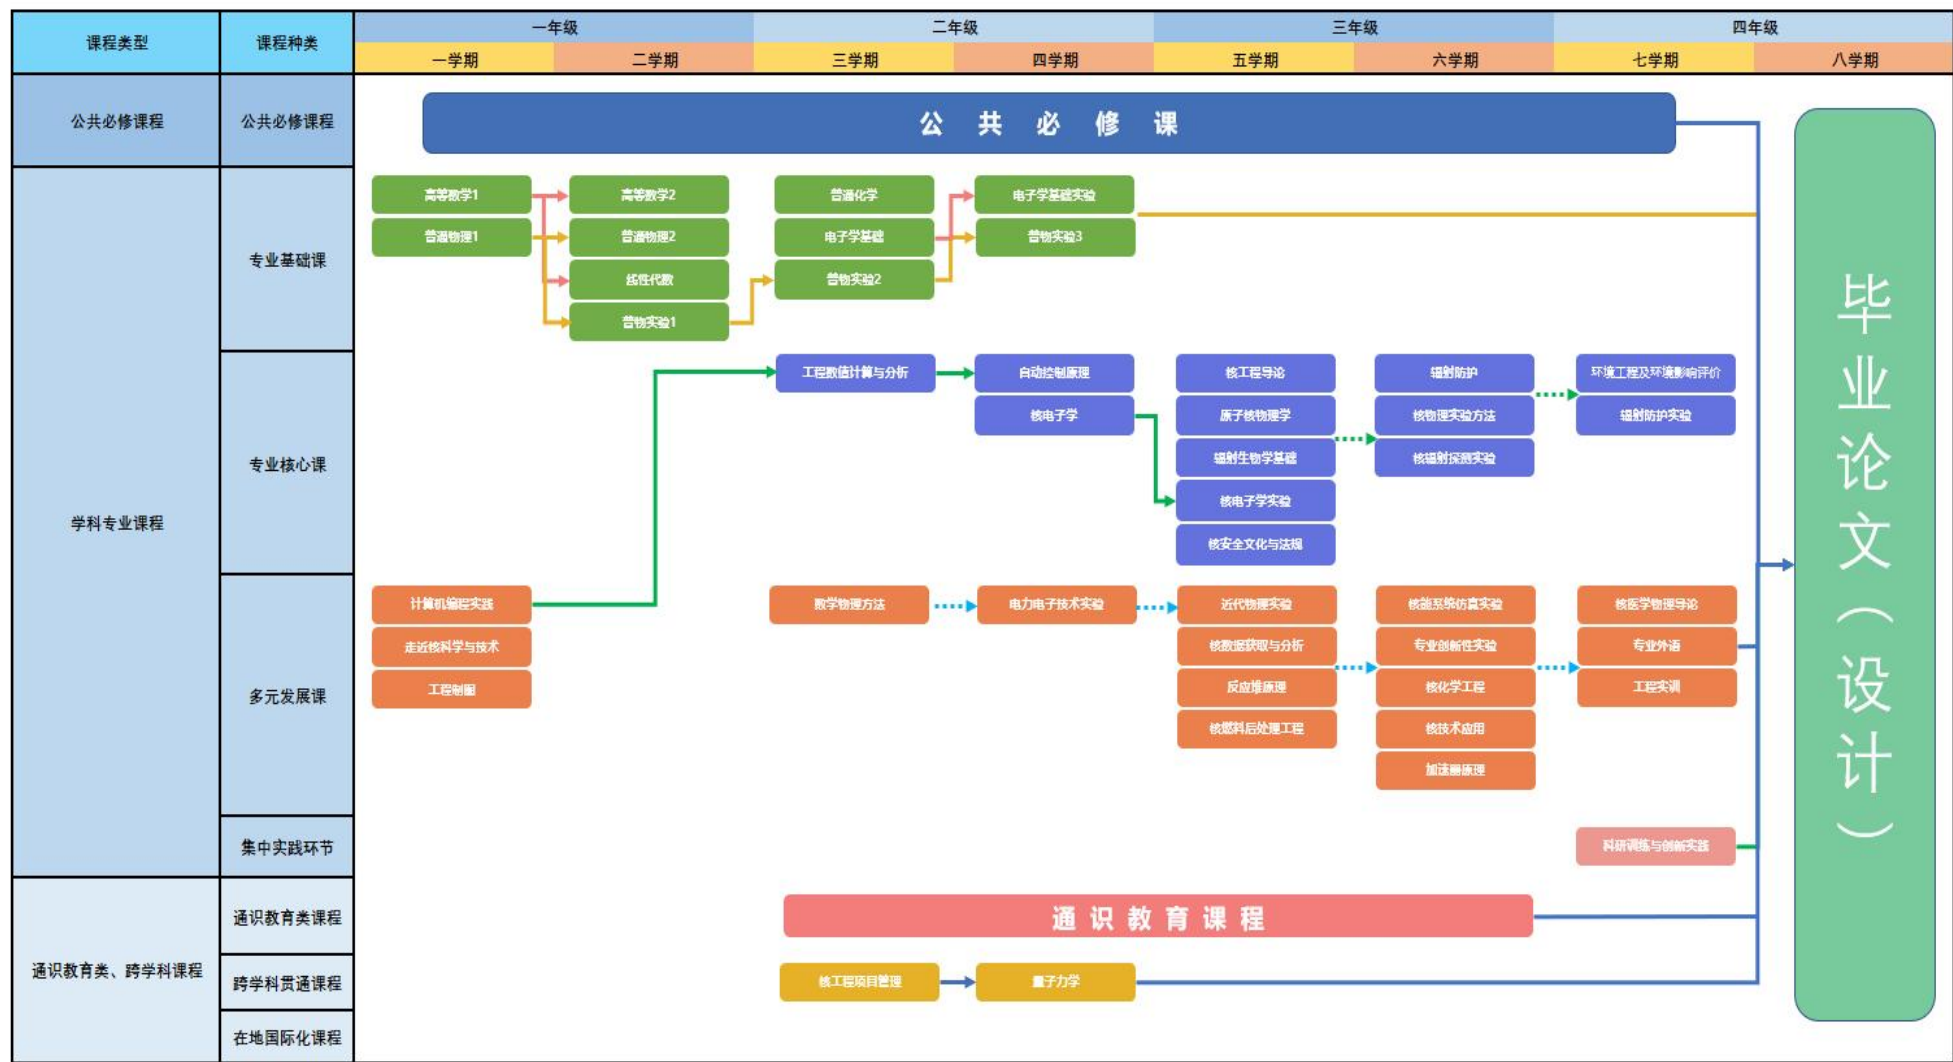 课程类型
课程种类
一年级
二年级
三年级
四年级
一学期
二学期
三学期
四学期
五学期
六学期
七学期
八学期
公共必修课程
公共必修课程
公共必修课
学科专业课程
专业基础课
高等数学1
高等数学2
普通化学
电子学基础实验
普通物理1
普通物理2
电子学基础
普物实验3
线性代数
普物实验2
普物实验1
专业核心课
工程数值计算与分析
自动控制原理
核工程导论
辐射防护
环境工程及环境影响评价
核电子学
原子核物理学
核物理实验方法
辐射防护实验
辐射生物学基础
核辐射探测实验
核电子学实验
核安全文化与法规
多元发展课
计算机编程实践
数学物理方法
电力电子技术实验
近代物理实验
核能系统仿真实验
核医学物理导论
走近核科学与技术
核数据获取与分析
专业创新性实验
专业外语
工程制图
反应堆原理
核化学工程
工程实训
核燃料后处理工程
核技术应用
加速器原理
集中实践环节
科研训练与创新实践
通识教育类、跨学科课程
通识教育类课程
通识教育课程
跨学科贯通课程
核工程项目管理
量子力学
在地国际化课程
毕业论文（设计）